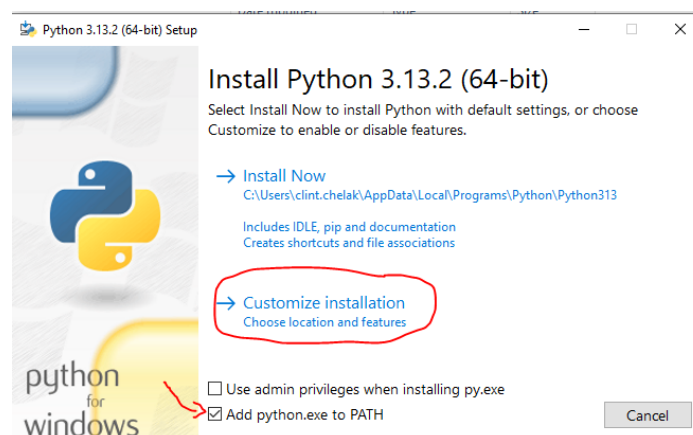 Python 3.13.2 (64-bit) Setup
Install Python 3.13.2 (64-bit)
Select Install Now to install Python with default settings, or choose
Customize to enable or disable features.
Install Now
C:\Users\clint.chelak\AppData\Local\Programs\Python\Python313
Includes IDLE, pip and documentation
Creates shortcuts and file associations
Customize installation
Choose location and features
python
for
windows
Use admin privileges when installing py.exe
Add python.exe to PATH
Cancel